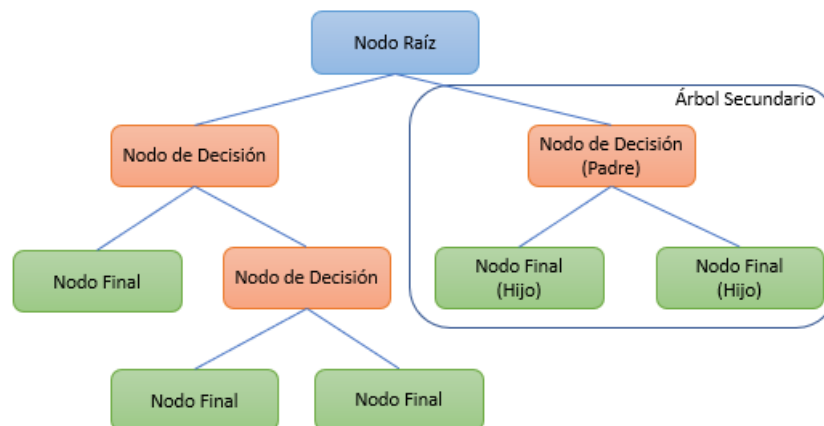 Nodo Raíz
Árbol Secundario
Nodo de Decisión
Nodo de Decisión
(Padre)
Nodo Final
Nodo de Decisión
Nodo Final
(Hijo)
Nodo Final
(Hijo)
Nodo Final
Nodo Final